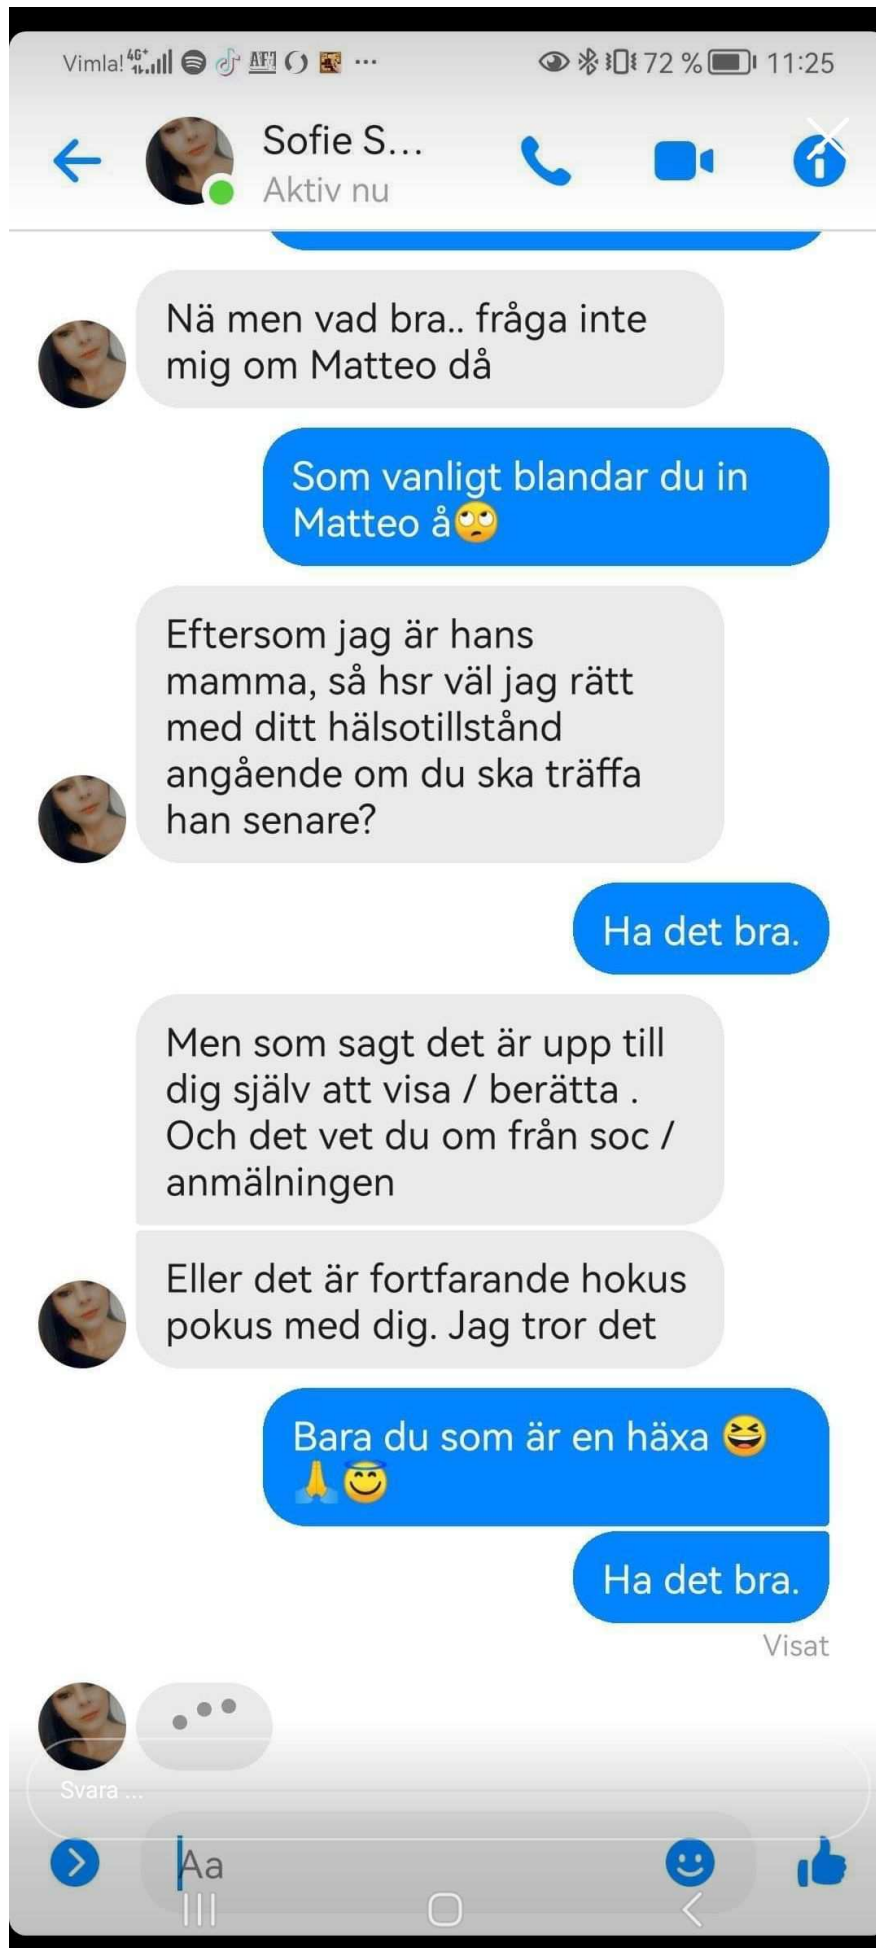 Vimla! 4G+ 72 % 11:25
Sofie S...
Aktiv nu
Nä men vad bra.. fråga inte
mig om Matteo då
Som vanligt blandar du in
Matteo å🙄
Eftersom jag är hans
mamma, så hsr väl jag rätt
med ditt hälsotillstånd
angående om du ska träffa
han senare?
Ha det bra.
Men som sagt det är upp till
dig själv att visa / berätta .
Och det vet du om från soc /
anmälningen
Eller det är fortfarande hokus
pokus med dig. Jag tror det
Bara du som är en häxa 😆
🙏😇
Ha det bra.
Visat
Svara ...
Aa